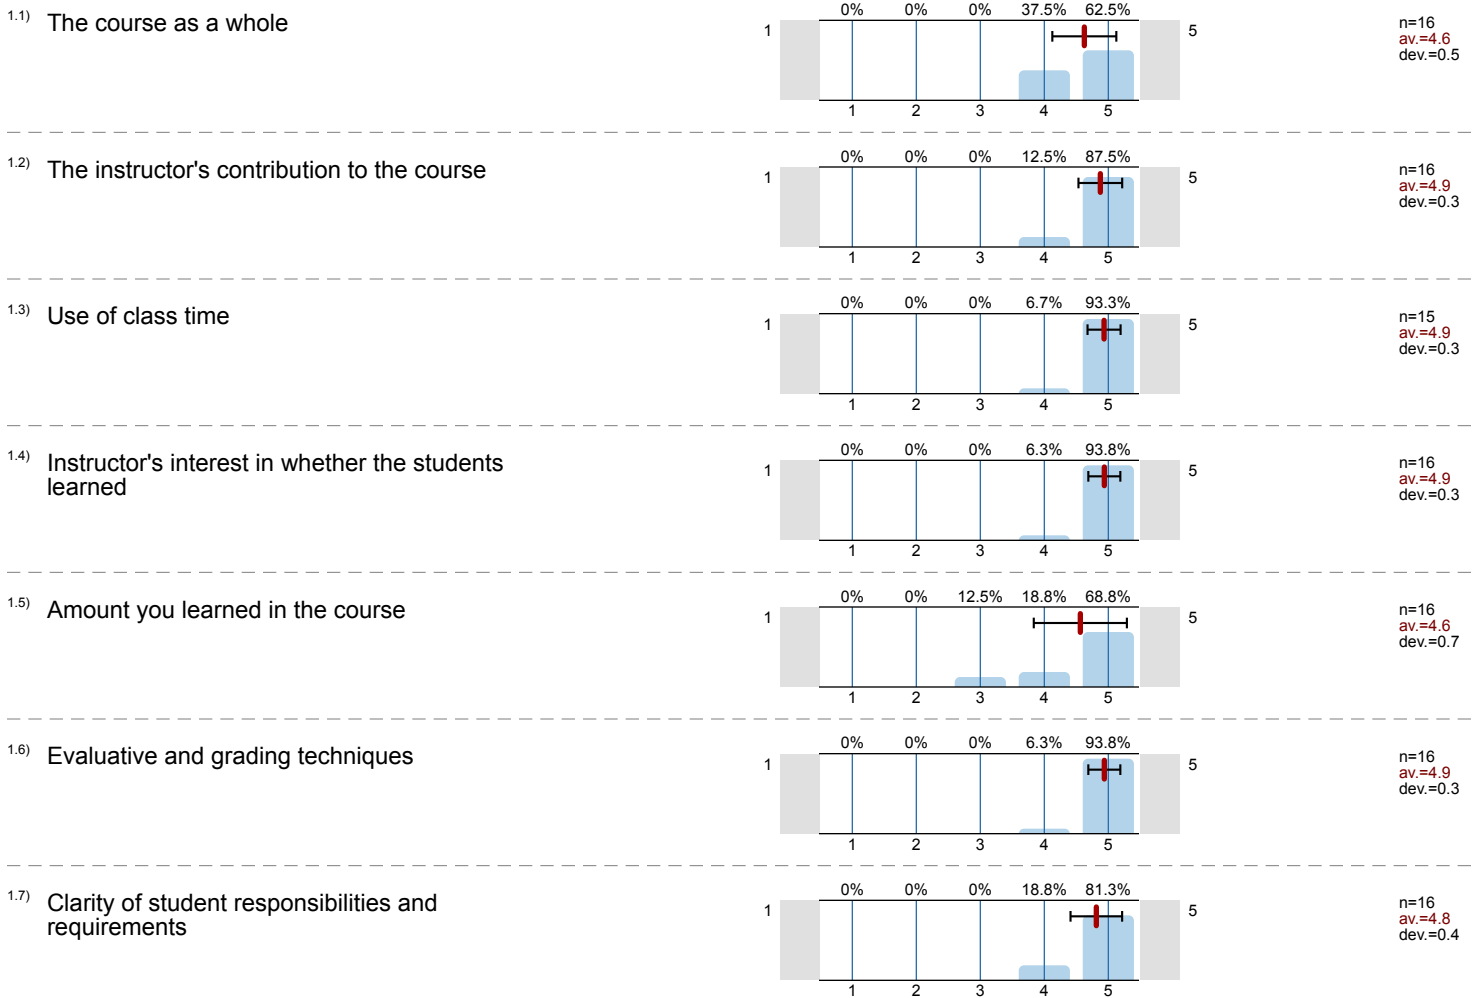 1.1) The course as a whole
0% 0% 0% 37.5% 62.5%
1 5
1 2 3 4 5
n=16
av.=4.6
dev.=0.5
1.2) The instructor's contribution to the course
0% 0% 0% 12.5% 87.5%
1 5
1 2 3 4 5
n=16
av.=4.9
dev.=0.3
1.3) Use of class time
0% 0% 0% 6.7% 93.3%
1 5
1 2 3 4 5
n=15
av.=4.9
dev.=0.3
1.4) Instructor's interest in whether the students
learned
0% 0% 0% 6.3% 93.8%
1 5
1 2 3 4 5
n=16
av.=4.9
dev.=0.3
1.5) Amount you learned in the course
0% 0% 12.5% 18.8% 68.8%
1 5
1 2 3 4 5
n=16
av.=4.6
dev.=0.7
1.6) Evaluative and grading techniques
0% 0% 0% 6.3% 93.8%
1 5
1 2 3 4 5
n=16
av.=4.9
dev.=0.3
1.7) Clarity of student responsibilities and
requirements
0% 0% 0% 18.8% 81.3%
1 5
1 2 3 4 5
n=16
av.=4.8
dev.=0.4